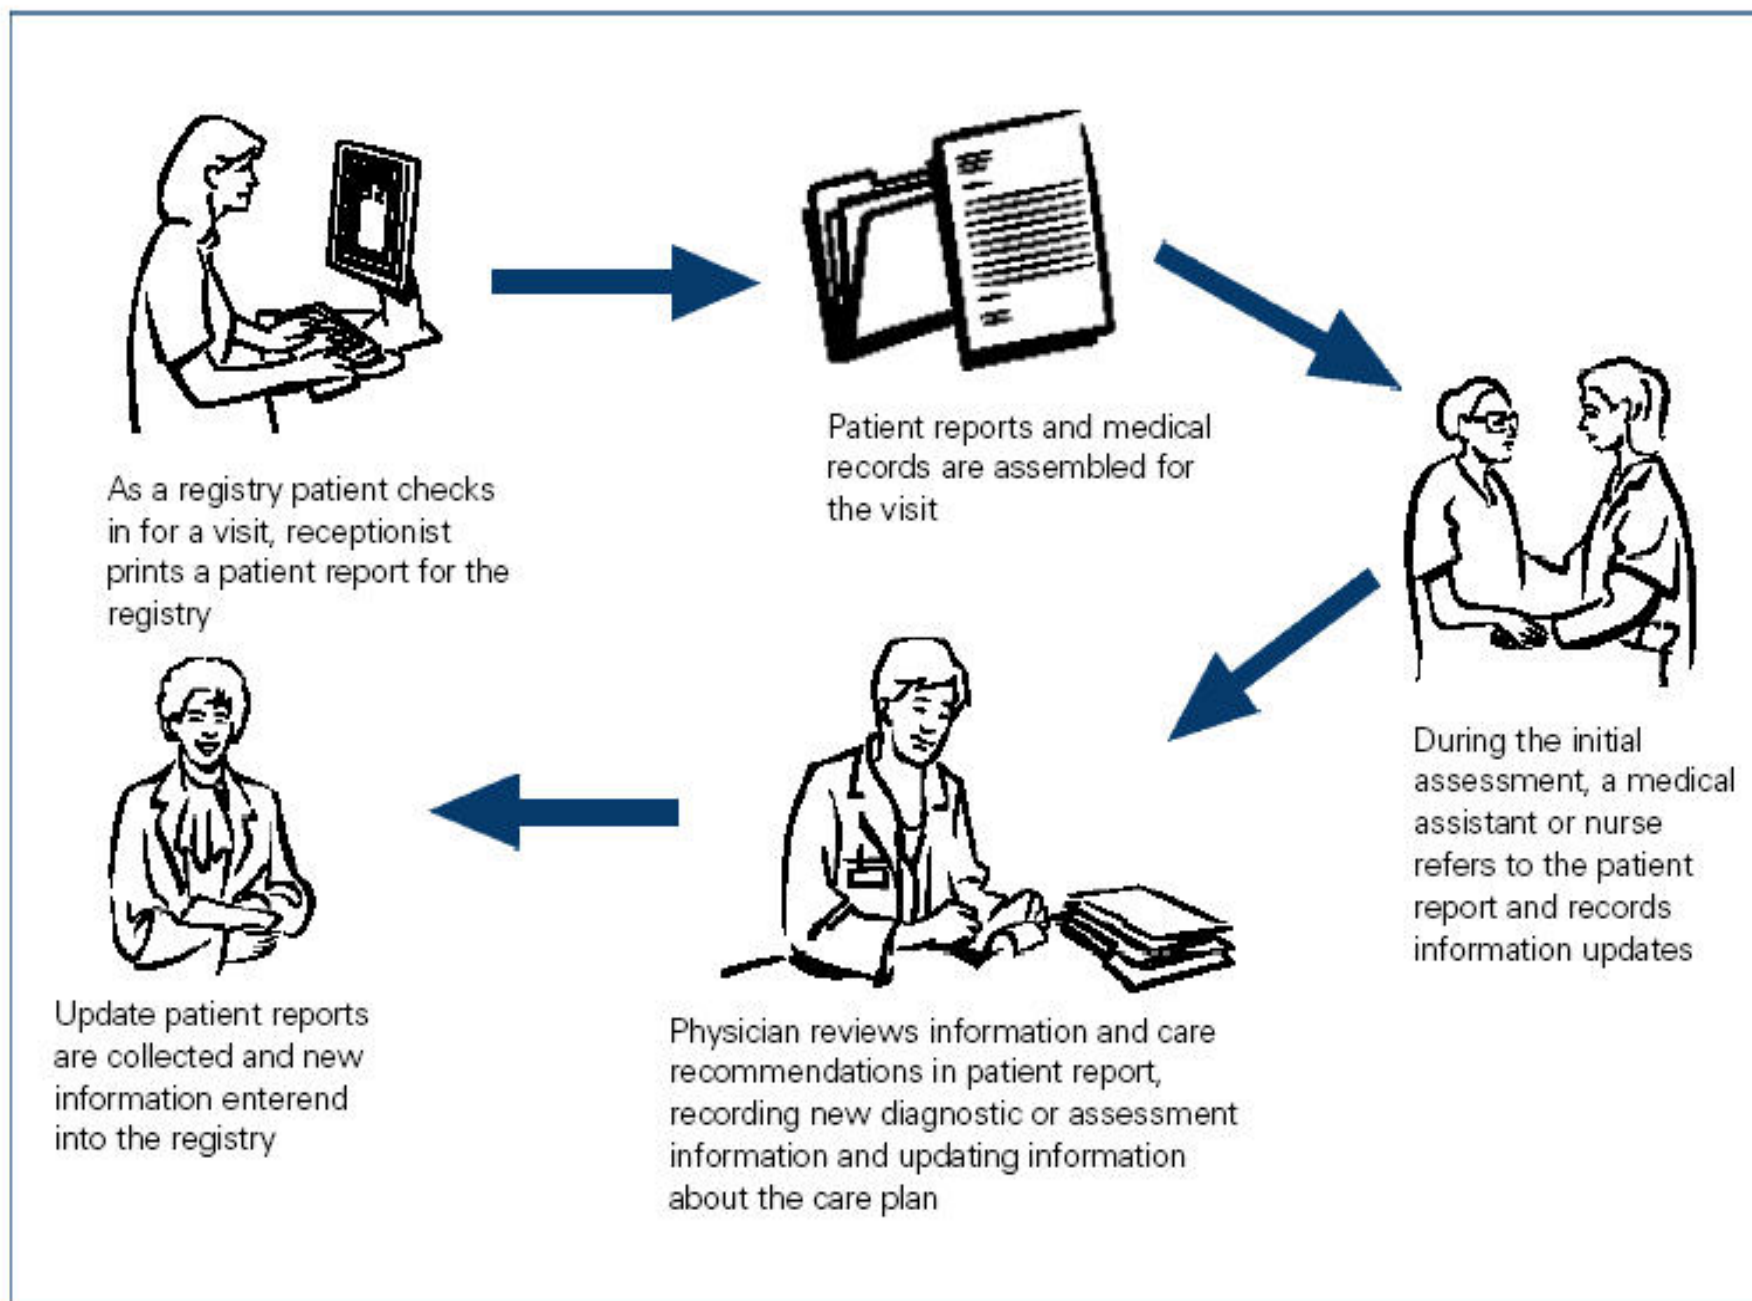 As a registry patient checks
in for a visit, receptionist
prints a patient report for the
registry
Patient reports and medical
records are assembled for
the visit
During the initial
assessment, a medical
assistant or nurse
refers to the patient
report and records
information updates
Physician reviews information and care
recommendations in patient report,
recording new diagnostic or assessment
information and updating information
about the care plan
Update patient reports
are collected and new
information enterend
into the registry